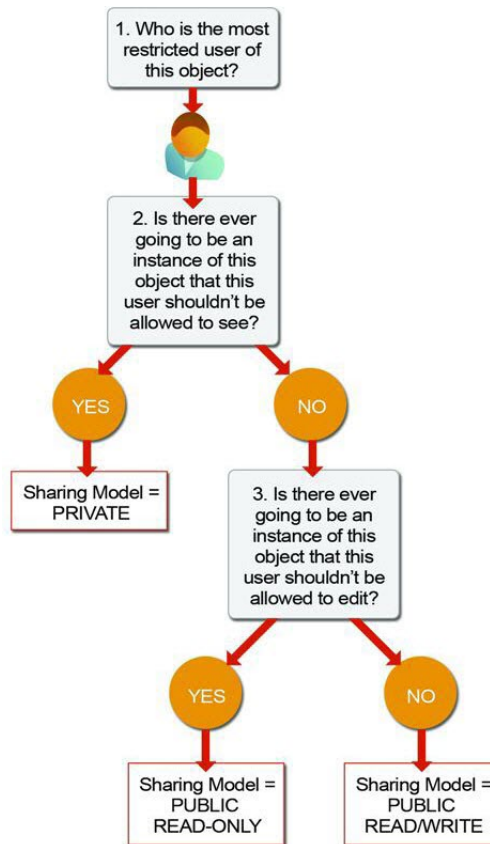 1. Who is the most
restricted user of
this object?
2. Is there ever
going to be an
instance of this
object that this
user shouldn't be
allowed to see?
YES
NO
Sharing Model =
PRIVATE
3. Is there ever
going to be an
instance of this
object that this
user shouldn't be
allowed to edit?
YES
NO
Sharing Model =
PUBLIC
READ-ONLY
Sharing Model =
PUBLIC
READ/WRITE